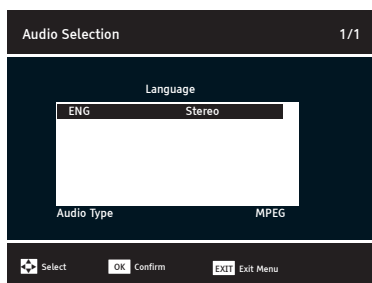 Audio Selection 1/1
Language
ENG Stereo
Audio Type MPEG
Select OK Confirm EXIT Exit Menu